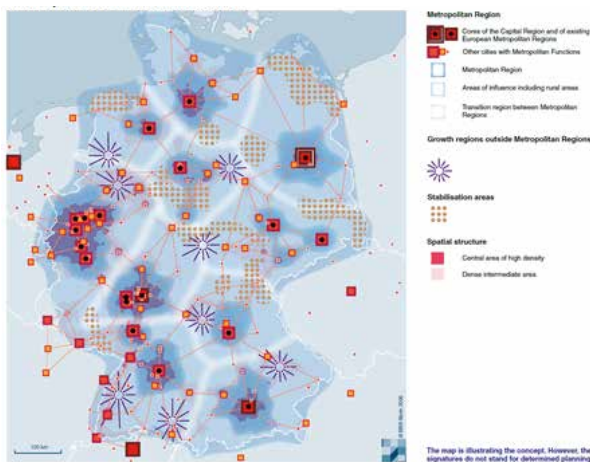 Metropolitan Region
Cores of the Capital Region and of existing
European Metropolitan Regions
Other cities with Metropolitan Functions
Metropolitan Region
Areas of influence including rural areas
Transition region between Metropolitan
Regions
Growth regions outside Metropolitan Regions
Stabilisation areas
Spatial structure
Central area of high density
Dense intermediate area
100 km
The map is illustrating the concept. However, the
signatures do not stand for determined planning